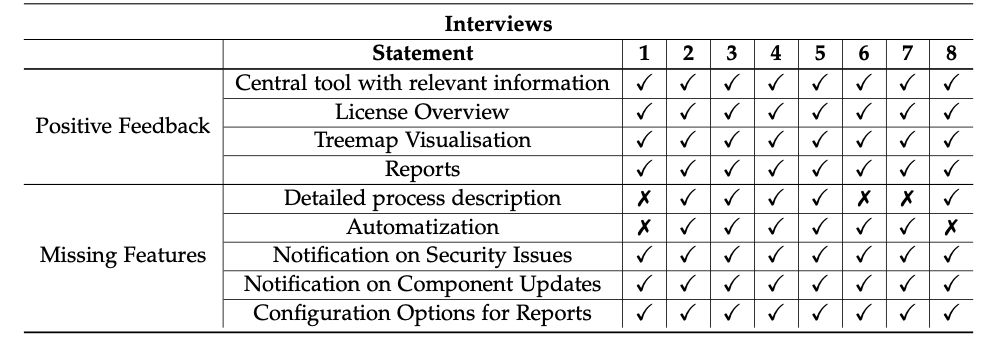 Interviews
Statement 1 2 3 4 5 6 7 8
Positive Feedback
Central tool with relevant information ✓ ✓ ✓ ✓ ✓ ✓ ✓ ✓
License Overview ✓ ✓ ✓ ✓ ✓ ✓ ✓ ✓
Treemap Visualisation ✓ ✓ ✓ ✓ ✓ ✓ ✓ ✓
Reports ✓ ✓ ✓ ✓ ✓ ✓ ✓ ✓
Missing Features
Detailed process description ✗ ✓ ✓ ✓ ✓ ✗ ✗ ✓
Automatization ✗ ✓ ✓ ✓ ✓ ✓ ✓ ✗
Notification on Security Issues ✓ ✓ ✓ ✓ ✓ ✓ ✓ ✓
Notification on Component Updates ✓ ✓ ✓ ✓ ✓ ✓ ✓ ✓
Configuration Options for Reports ✓ ✓ ✓ ✓ ✓ ✓ ✓ ✓